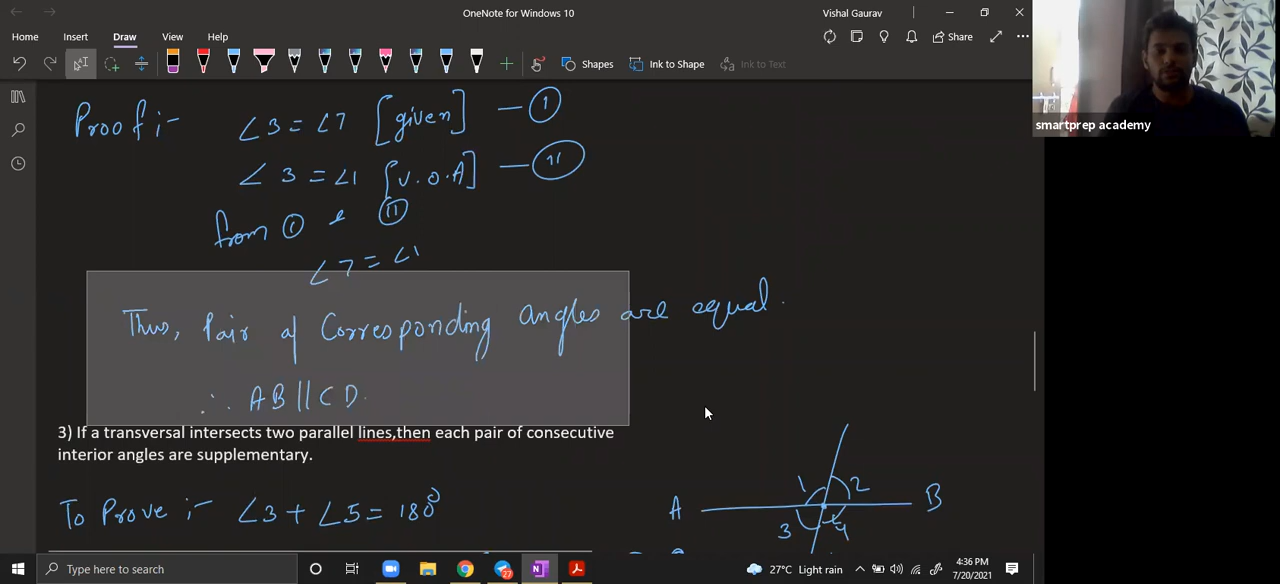 OneNote for Windows 10
Vishal Gaurav
Home Insert Draw View Help
Share
Shapes Ink to Shape Ink to Text
smartprep academy
Proof :- ∠3 = ∠7 [given] — I
∠3 = ∠1 [V.O.A] — II
from I & II
∠7 = ∠1
Thus, Pair of Corresponding angles are equal.
∴ AB || CD.
3) If a transversal intersects two parallel lines,then each pair of consecutive
interior angles are supplementary.
To Prove :- ∠3 + ∠5 = 180°
1 2
A B
3 4
Type here to search
27°C Light rain
4:36 PM
7/20/2021